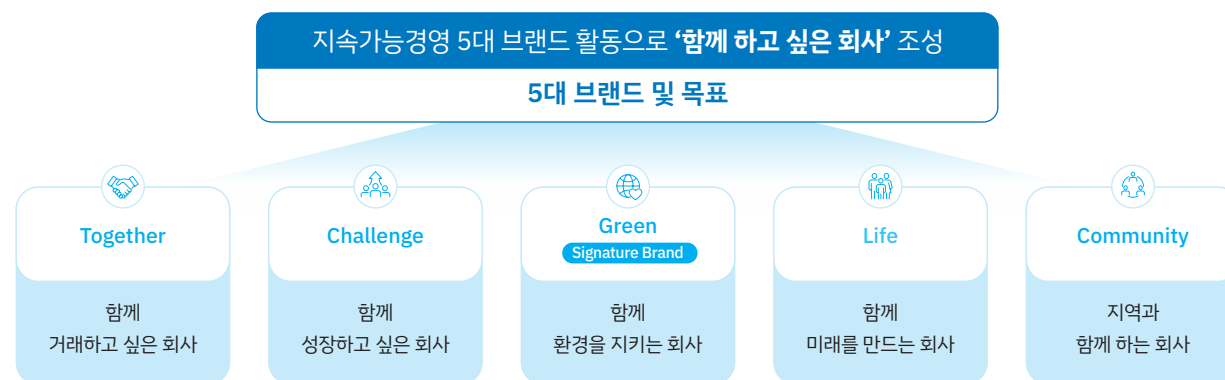 지속가능경영 5대 브랜드 활동으로 ‘함께 하고 싶은 회사’ 조성
5대 브랜드 및 목표
Together
함께
거래하고 싶은 회사
Challenge
함께
성장하고 싶은 회사
Green
Signature Brand
함께
환경을 지키는 회사
Life
함께
미래를 만드는 회사
Community
지역과
함께 하는 회사